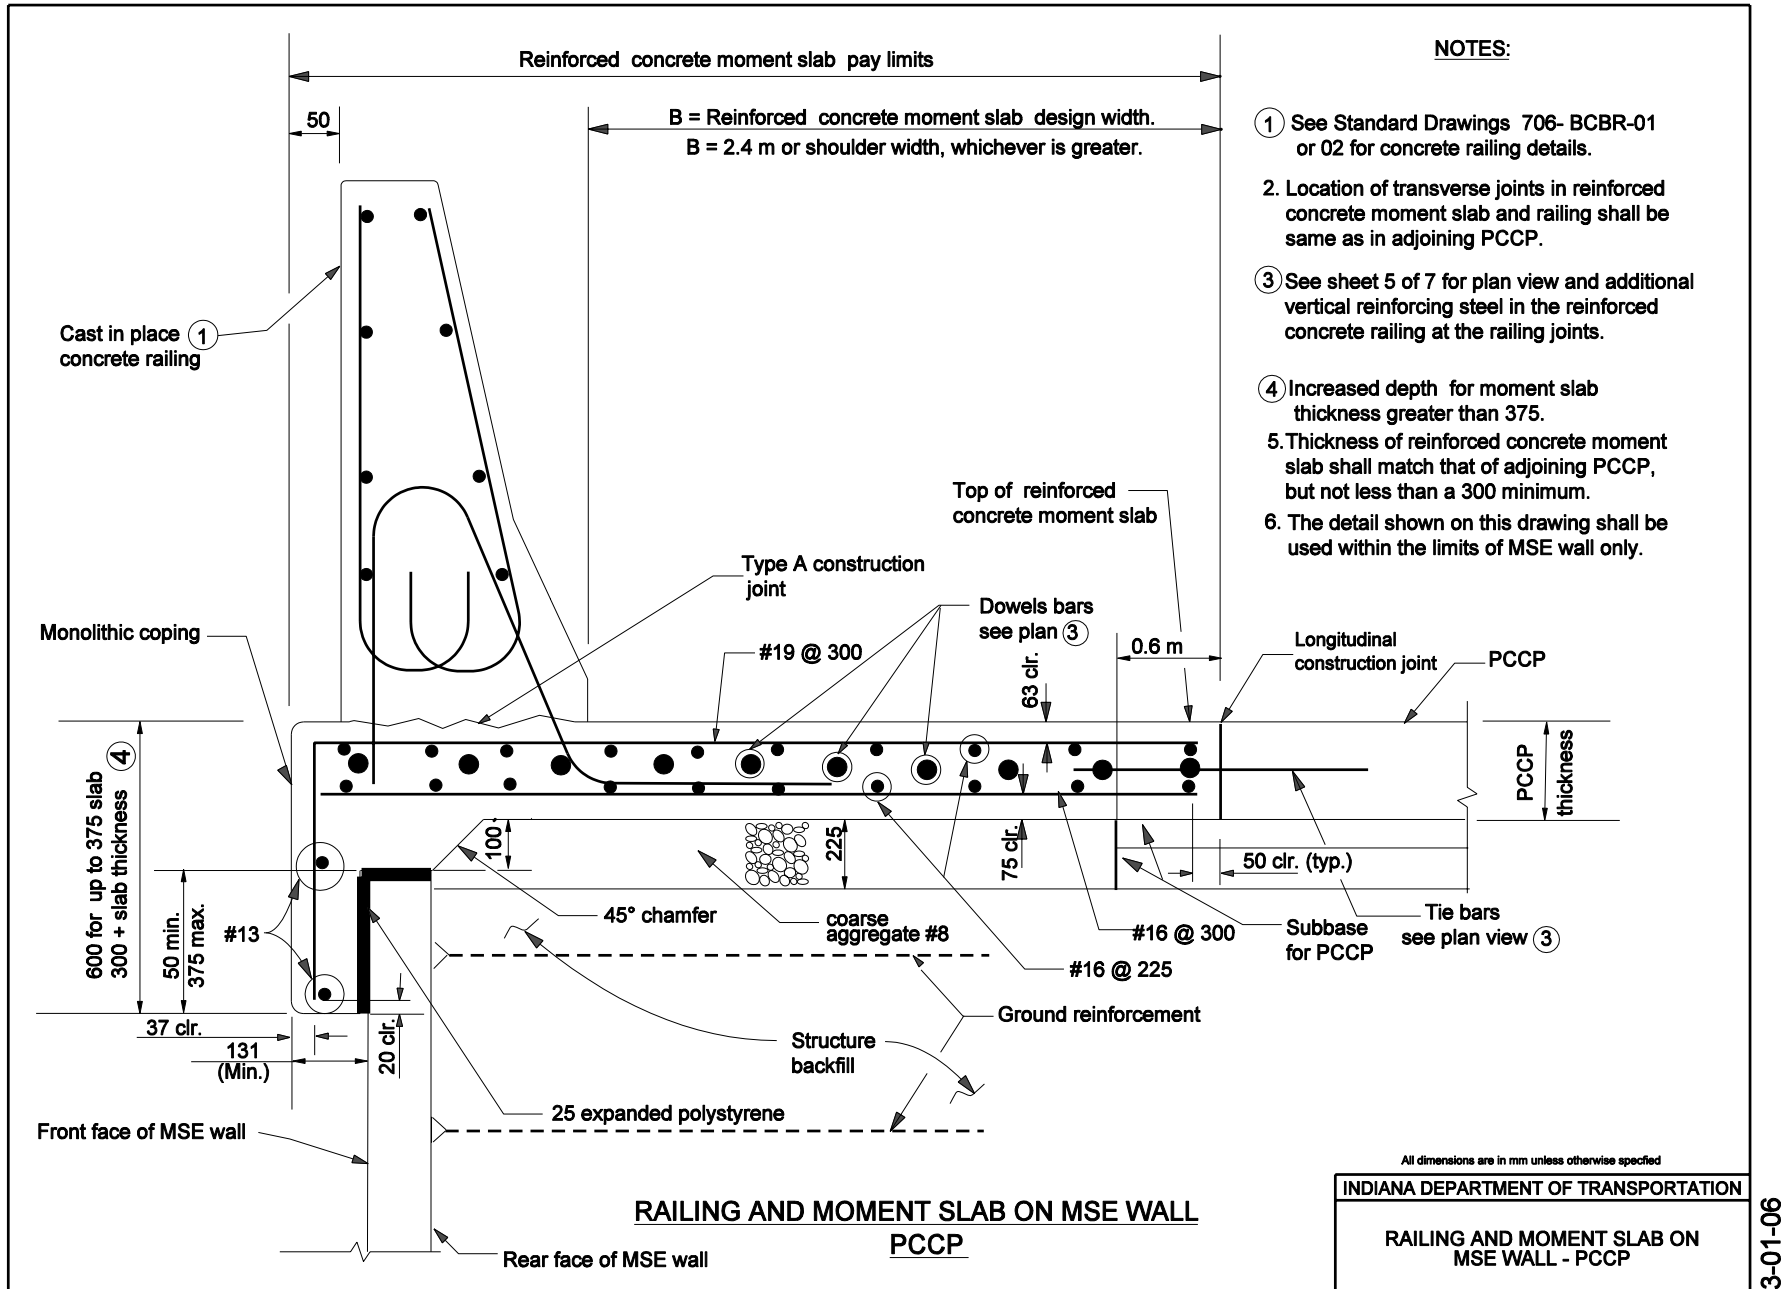 Reinforced concrete moment slab pay limits
50
B = Reinforced concrete moment slab design width.
B = 2.4 m or shoulder width, whichever is greater.
NOTES:
1 See Standard Drawings 706- BCBR-01
or 02 for concrete railing details.
2. Location of transverse joints in reinforced
concrete moment slab and railing shall be
same as in adjoining PCCP.
3 See sheet 5 of 7 for plan view and additional
vertical reinforcing steel in the reinforced
concrete railing at the railing joints.
4 Increased depth for moment slab
thickness greater than 375.
5. Thickness of reinforced concrete moment
slab shall match that of adjoining PCCP,
but not less than a 300 minimum.
6. The detail shown on this drawing shall be
used within the limits of MSE wall only.
Cast in place 1
concrete railing
Top of reinforced
concrete moment slab
Type A construction
joint
Dowels bars
see plan 3
Monolithic coping
#19 @ 300
63 clr.
0.6 m
Longitudinal
construction joint
PCCP
600 for up to 375 slab
300 + slab thickness 4
PCCP
thickness
100
225
75 clr.
50 clr. (typ.)
50 min.
375 max.
#13
45° chamfer
coarse
aggregate #8
#16 @ 300
Subbase
for PCCP
Tie bars
see plan view 3
#16 @ 225
37 clr.
131
(Min.)
20 clr.
Ground reinforcement
Structure
backfill
25 expanded polystyrene
Front face of MSE wall
Rear face of MSE wall
RAILING AND MOMENT SLAB ON MSE WALL
PCCP
All dimensions are in mm unless otherwise specfied
INDIANA DEPARTMENT OF TRANSPORTATION
RAILING AND MOMENT SLAB ON
MSE WALL - PCCP
3-01-06